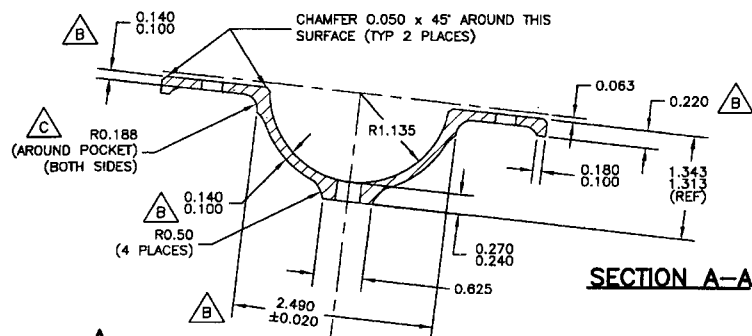 0.140
0.100
B
CHAMFER 0.050 x 45° AROUND THIS
SURFACE (TYP 2 PLACES)
0.063
0.220
B
C
R0.188
(AROUND POCKET)
(BOTH SIDES)
R1.135
0.180
0.100
1.343
1.313
(REF)
B
0.140
0.100
R0.50
(4 PLACES)
0.270
0.240
0.625
SECTION A-A
B
2.490
±0.020
A